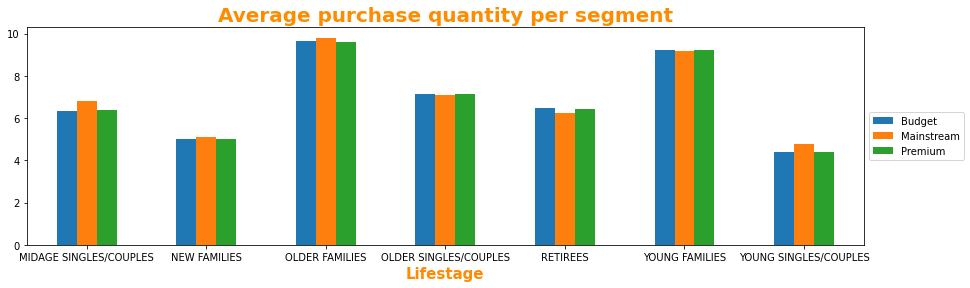 Average purchase quantity per segment
10
8
6
4
2
0
Budget
Mainstream
Premium
MIDAGE SINGLES/COUPLES NEW FAMILIES OLDER FAMILIES OLDER SINGLES/COUPLES RETIREES YOUNG FAMILIES YOUNG SINGLES/COUPLES
Lifestage